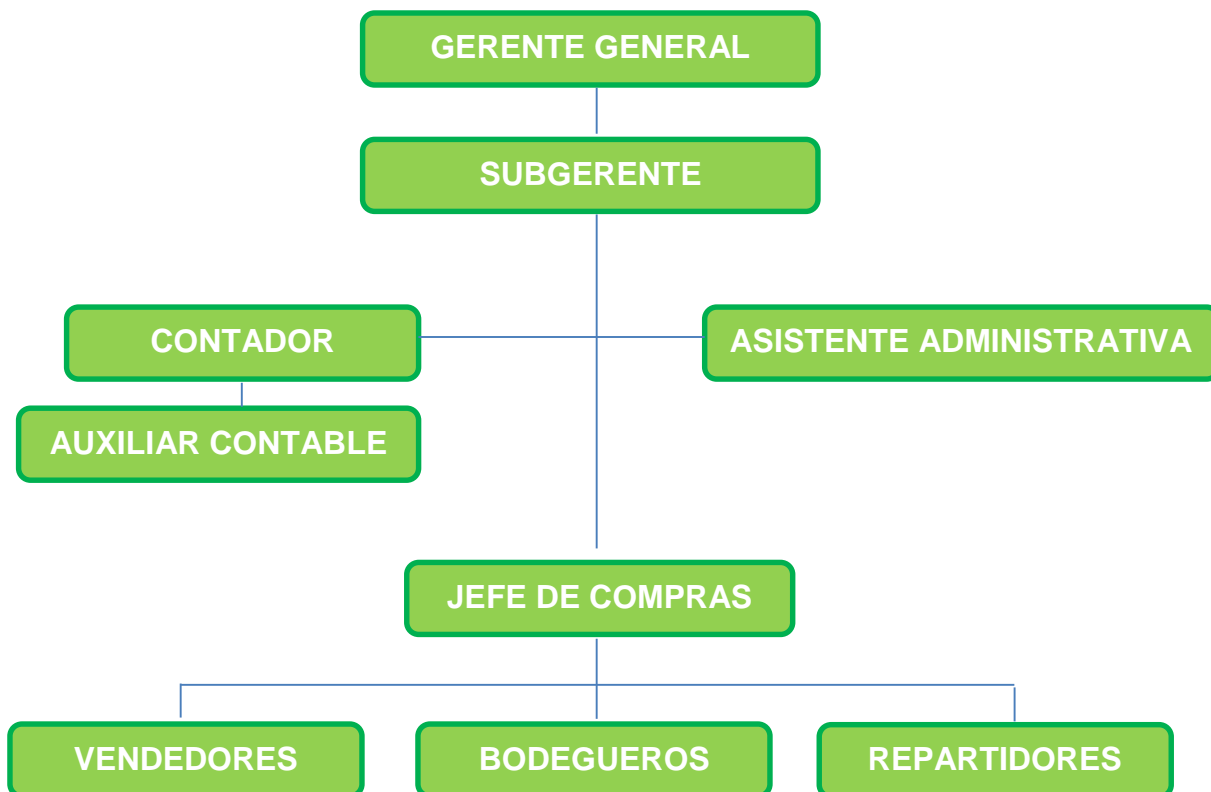 GERENTE GENERAL
SUBGERENTE
CONTADOR
ASISTENTE ADMINISTRATIVA
AUXILIAR CONTABLE
JEFE DE COMPRAS
VENDEDORES
BODEGUEROS
REPARTIDORES